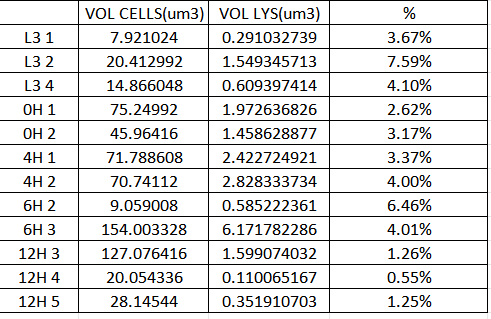 VOL CELLS(um3) VOL LYS(um3) %
L3 1 7.921024 0.291032739 3.67%
L3 2 20.412992 1.549345713 7.59%
L3 4 14.866048 0.609397414 4.10%
0H 1 75.24992 1.972636826 2.62%
0H 2 45.96416 1.458628877 3.17%
4H 1 71.788608 2.422724921 3.37%
4H 2 70.74112 2.828333734 4.00%
6H 2 9.059008 0.585222361 6.46%
6H 3 154.003328 6.171782286 4.01%
12H 3 127.076416 1.599074032 1.26%
12H 4 20.054336 0.110065167 0.55%
12H 5 28.14544 0.351910703 1.25%